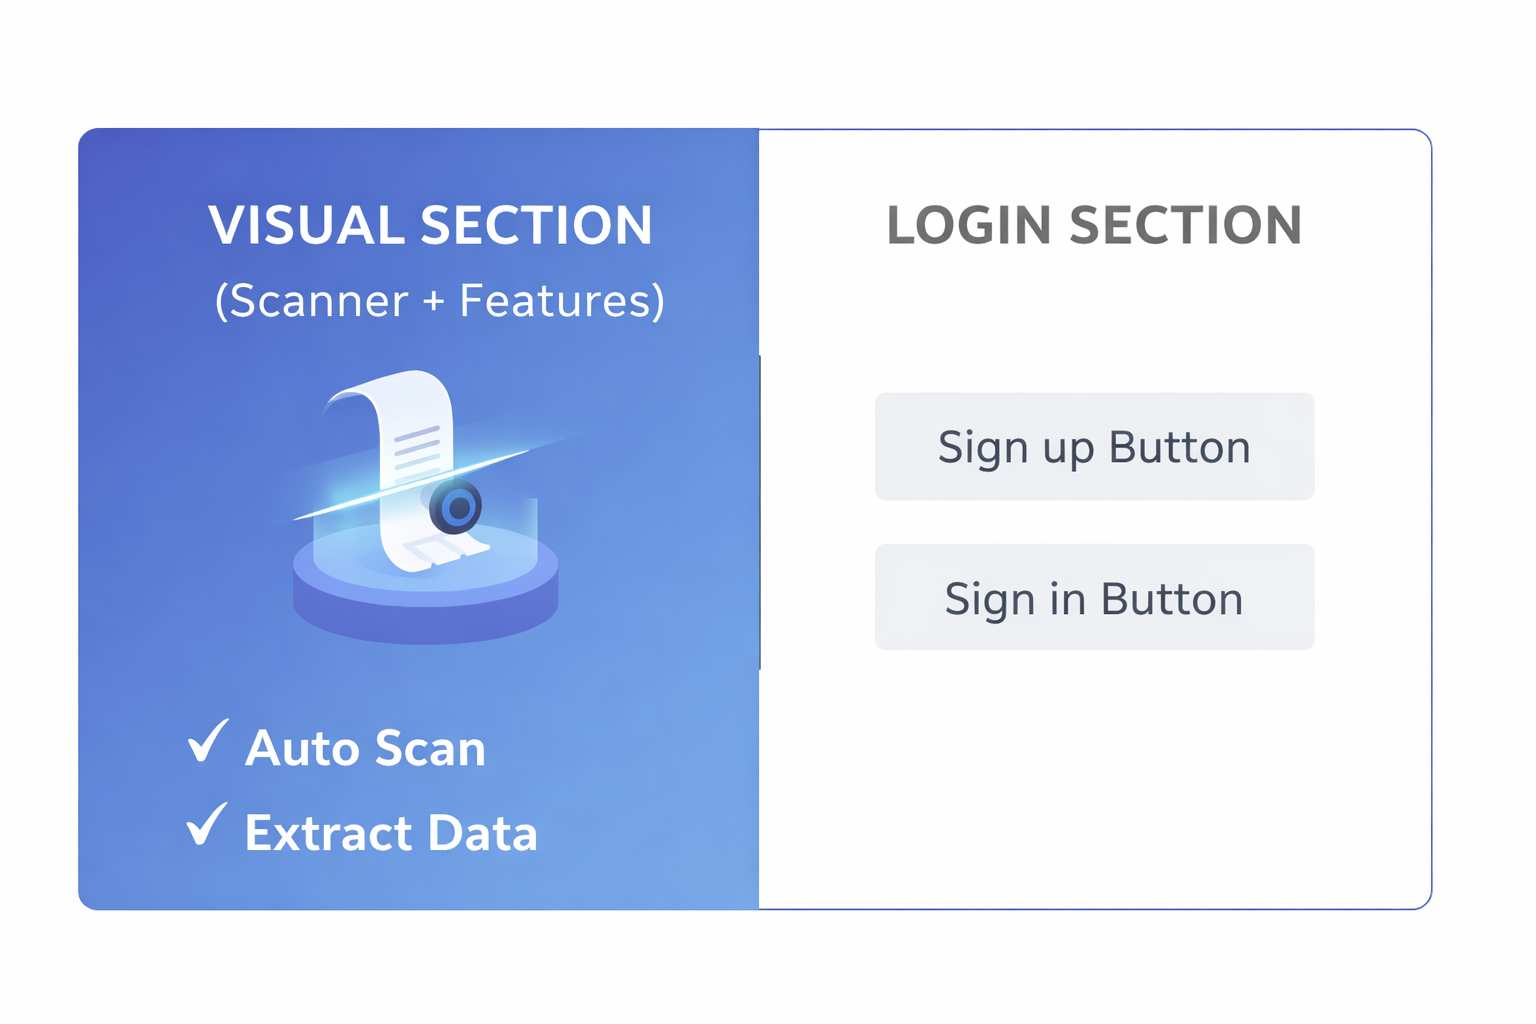 VISUAL SECTION
(Scanner + Features)
✓ Auto Scan
✓ Extract Data
LOGIN SECTION
Sign up Button
Sign in Button